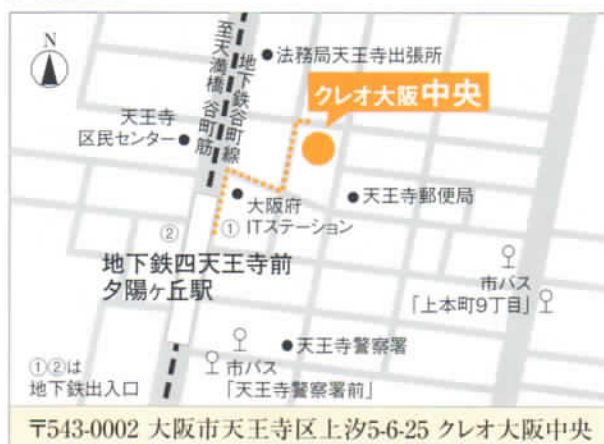 N
至天満橋
谷町筋
地下鉄谷町線
法務局天王寺出張所
クレオ大阪中央
天王寺
区民センター
大阪府
ITステーション
天王寺郵便局
①
②
地下鉄四天王寺前
夕陽ヶ丘駅
市バス
「上本町9丁目」
天王寺警察署
市バス
「天王寺警察署前」
①②は
地下鉄出入口
〒543-0002 大阪市天王寺区上汐5-6-25 クレオ大阪中央